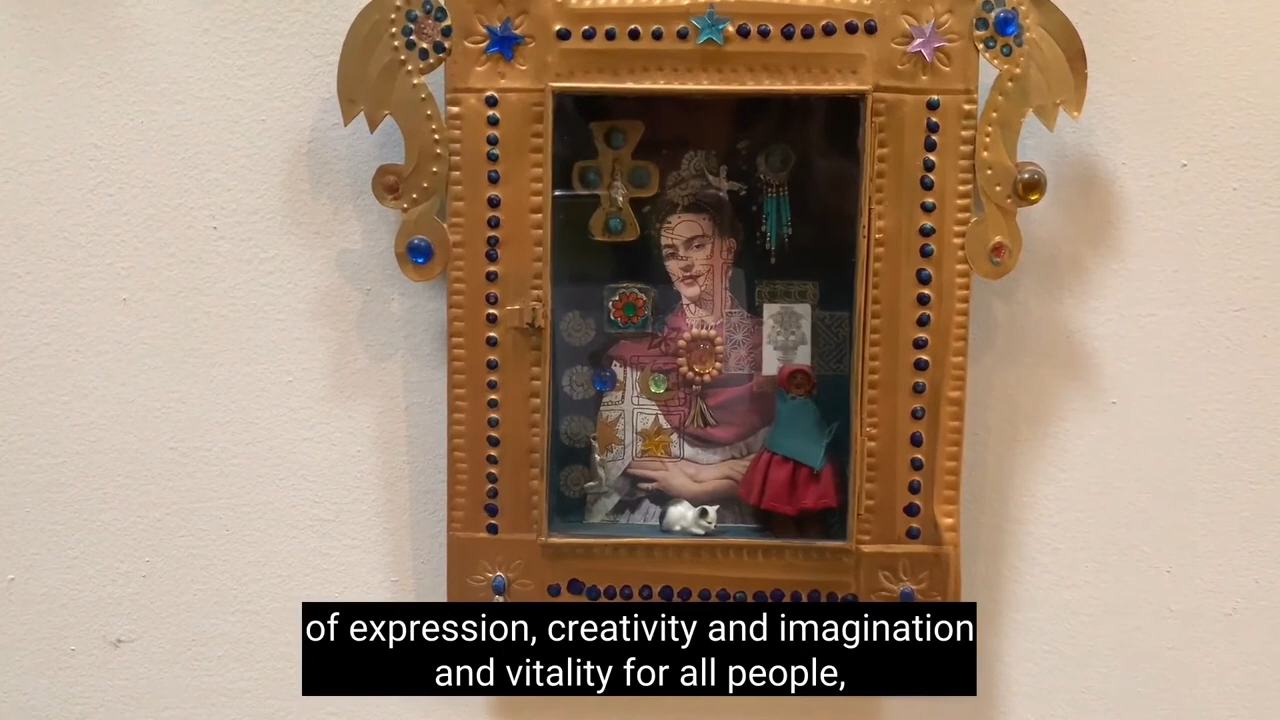 of expression, creativity and imagination
and vitality for all people,